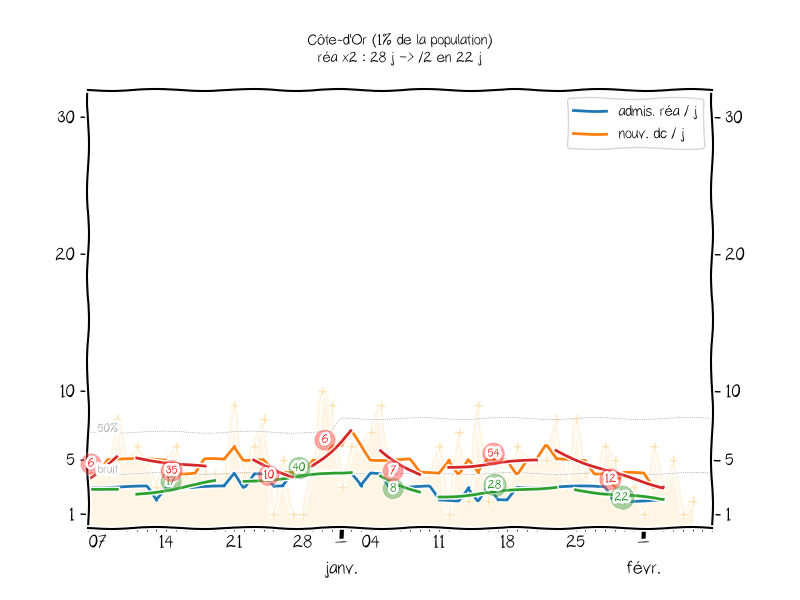 Côte-d'Or (1% de la population)
réa x2 : 28 j -> /2 en 22 j
admis. réa / j
nouv. dc / j
30 30
20 20
10 10
50%
5 5
bruit
1 1
6 35 17 10 40 6 7 8 54 28 12 22
07 14 21 28 1 04 11 18 25 1
janv. févr.